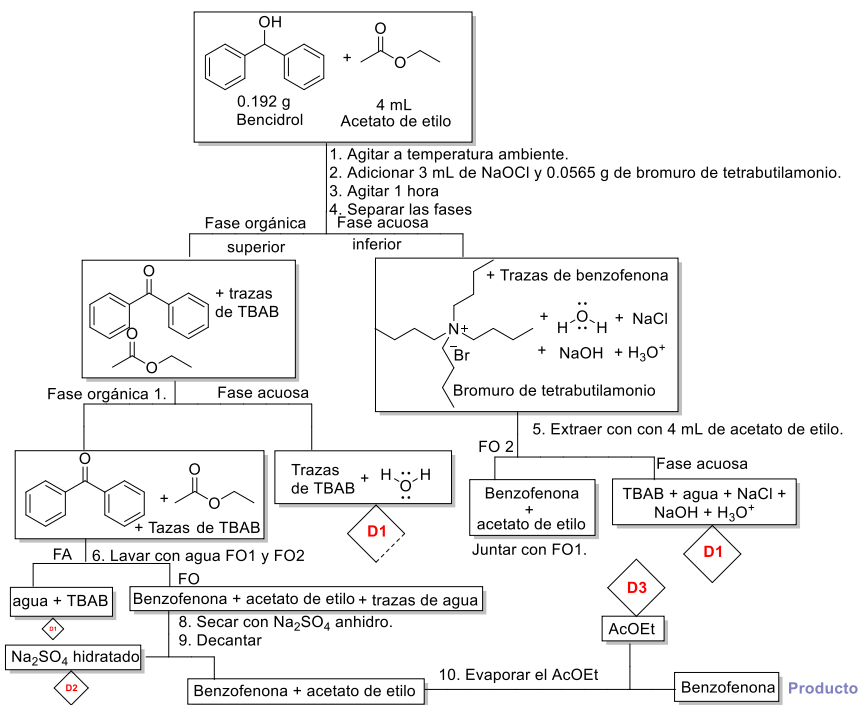 OH
O
+
O
0.192 g
Bencidrol
4 mL
Acetato de etilo
1. Agitar a temperatura ambiente.
2. Adicionar 3 mL de NaOCl y 0.0565 g de bromuro de tetrabutilamonio.
3. Agitar 1 hora
4. Separar las fases
Fase orgánica
superior
Fase acuosa
inferior
O
+ trazas
de TBAB
O
O
+ Trazas de benzofenona
N+
−Br
+ H O H + NaCl
+ NaOH + H3O+
Bromuro de tetrabutilamonio
Fase orgánica 1.
Fase acuosa
5. Extraer con con 4 mL de acetato de etilo.
FO 2
Fase acuosa
O
+
O
O
+ Tazas de TBAB
Trazas
de TBAB
+ H O H
D1
Benzofenona
+
acetato de etilo
Juntar con FO1.
TBAB + agua + NaCl +
NaOH + H3O+
D1
FA
6. Lavar con agua FO1 y FO2
FO
agua + TBAB
D1
Benzofenona + acetato de etilo + trazas de agua
8. Secar con Na2SO4 anhidro.
9. Decantar
D3
AcOEt
Na2SO4 hidratado
D2
Benzofenona + acetato de etilo
10. Evaporar el AcOEt
Benzofenona
Producto